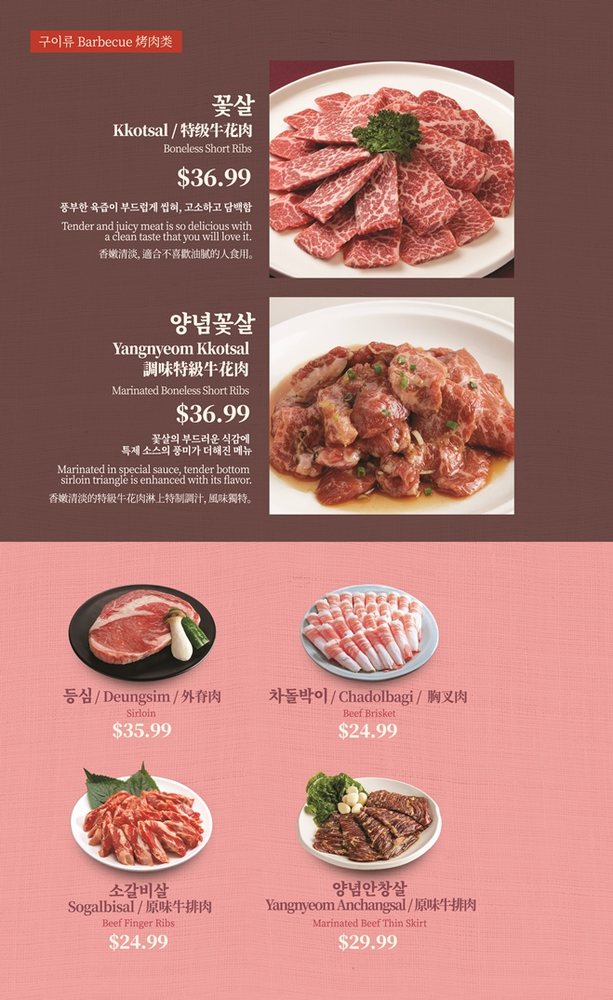 구이류 Barbecue 烤肉类
꽃살
Kkotsal / 特级牛花肉
Boneless Short Ribs
$36.99
풍부한 육즙이 부드럽게 씹혀, 고소하고 담백함
Tender and juicy meat is so delicious with
a clean taste that you will love it.
香嫩清淡, 適合不喜歡油膩的人食用。
양념꽃살
Yangnyeom Kkotsal
調味特級牛花肉
Marinated Boneless Short Ribs
$36.99
꽃살의 부드러운 식감에
특제 소스의 풍미가 더해진 메뉴
Marinated in special sauce, tender bottom
sirloin triangle is enhanced with its flavor.
香嫩清淡的特級牛花肉淋上特制調汁, 風味獨特。
등심 / Deungsim / 外脊肉
Sirloin
$35.99
차돌박이 / Chadolbagi / 胸叉肉
Beef Brisket
$24.99
소갈비살
Sogalbisal / 原味牛排肉
Beef Finger Ribs
$24.99
양념안창살
Yangnyeom Anchangsal / 原味牛排肉
Marinated Beef Thin Skirt
$29.99